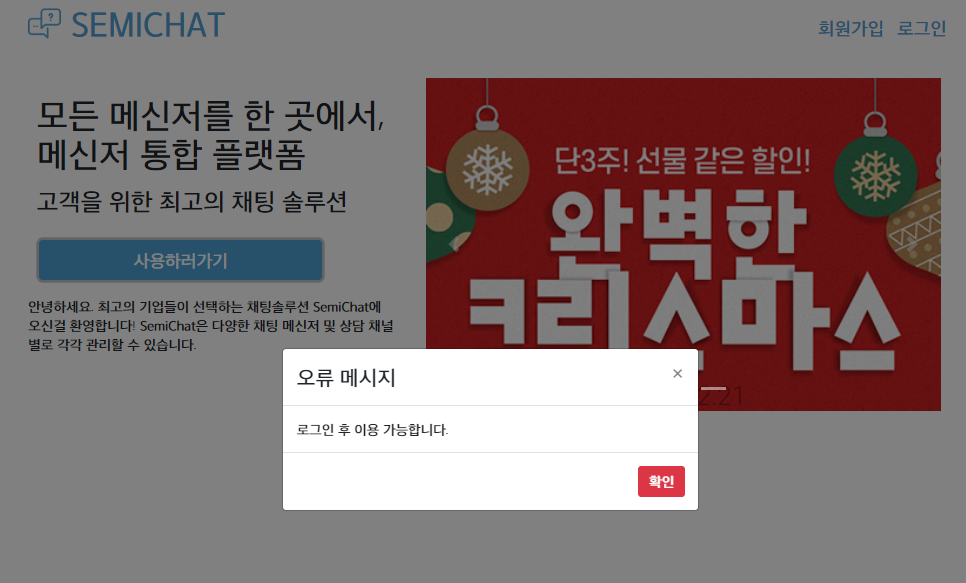 SEMICHAT
회원가입 로그인
모든 메신저를 한 곳에서,
메신저 통합 플랫폼
고객을 위한 최고의 채팅 솔루션
사용하러가기
안녕하세요. 최고의 기업들이 선택하는 채팅솔루션 SemiChat에
오신걸 환영합니다! SemiChat은 다양한 채팅 메신저 및 상담 채널
별로 각각 관리할 수 있습니다.
단3주! 선물 같은 할인!
완벽한
크리스마스
2.21
오류 메시지
×
로그인 후 이용 가능합니다.
확인